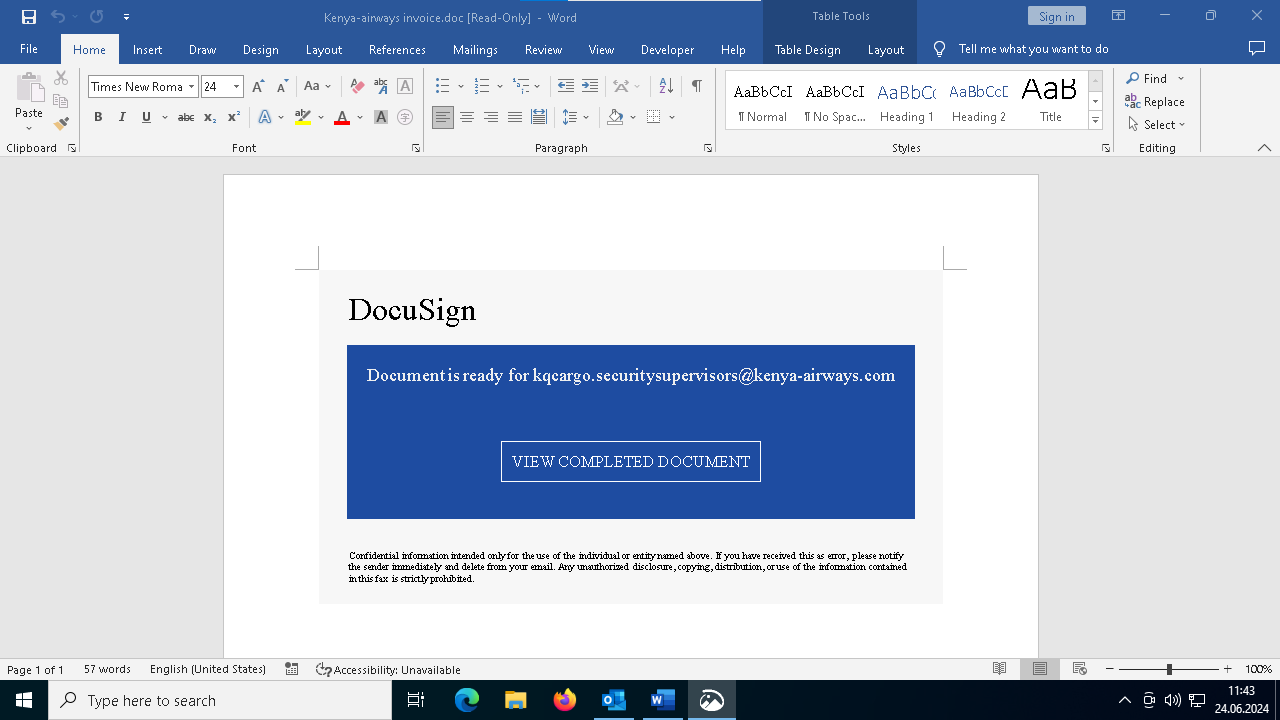 Kenya-airways invoice.doc [Read-Only] - Word
Table Tools
Sign in
File
Home
Insert
Draw
Design
Layout
References
Mailings
Review
View
Developer
Help
Table Design
Layout
Tell me what you want to do
Paste
Clipboard
Times New Roma
24
Aa
abc
A
B I U abc x₂ x²
A
ab
A
A
Font
Paragraph
AaBbCcI
AaBbCcI
AaBbCc
AaBbCcD
AaB
¶ Normal
¶ No Spac...
Heading 1
Heading 2
Title
Styles
Find
Replace
Select
Editing
DocuSign
Document is ready for kqcargo.securitysupervisors@kenya-airways.com
VIEW COMPLETED DOCUMENT
Confidential information intended only for the use of the individual or entity named above. If you have received this as error, please notify
the sender immediately and delete from your email. Any unauthorized disclosure, copying, distribution, or use of the information contained
in this fax is strictly prohibited.
Page 1 of 1
57 words
English (United States)
Accessibility: Unavailable
100%
Type here to search
11:43
24.06.2024